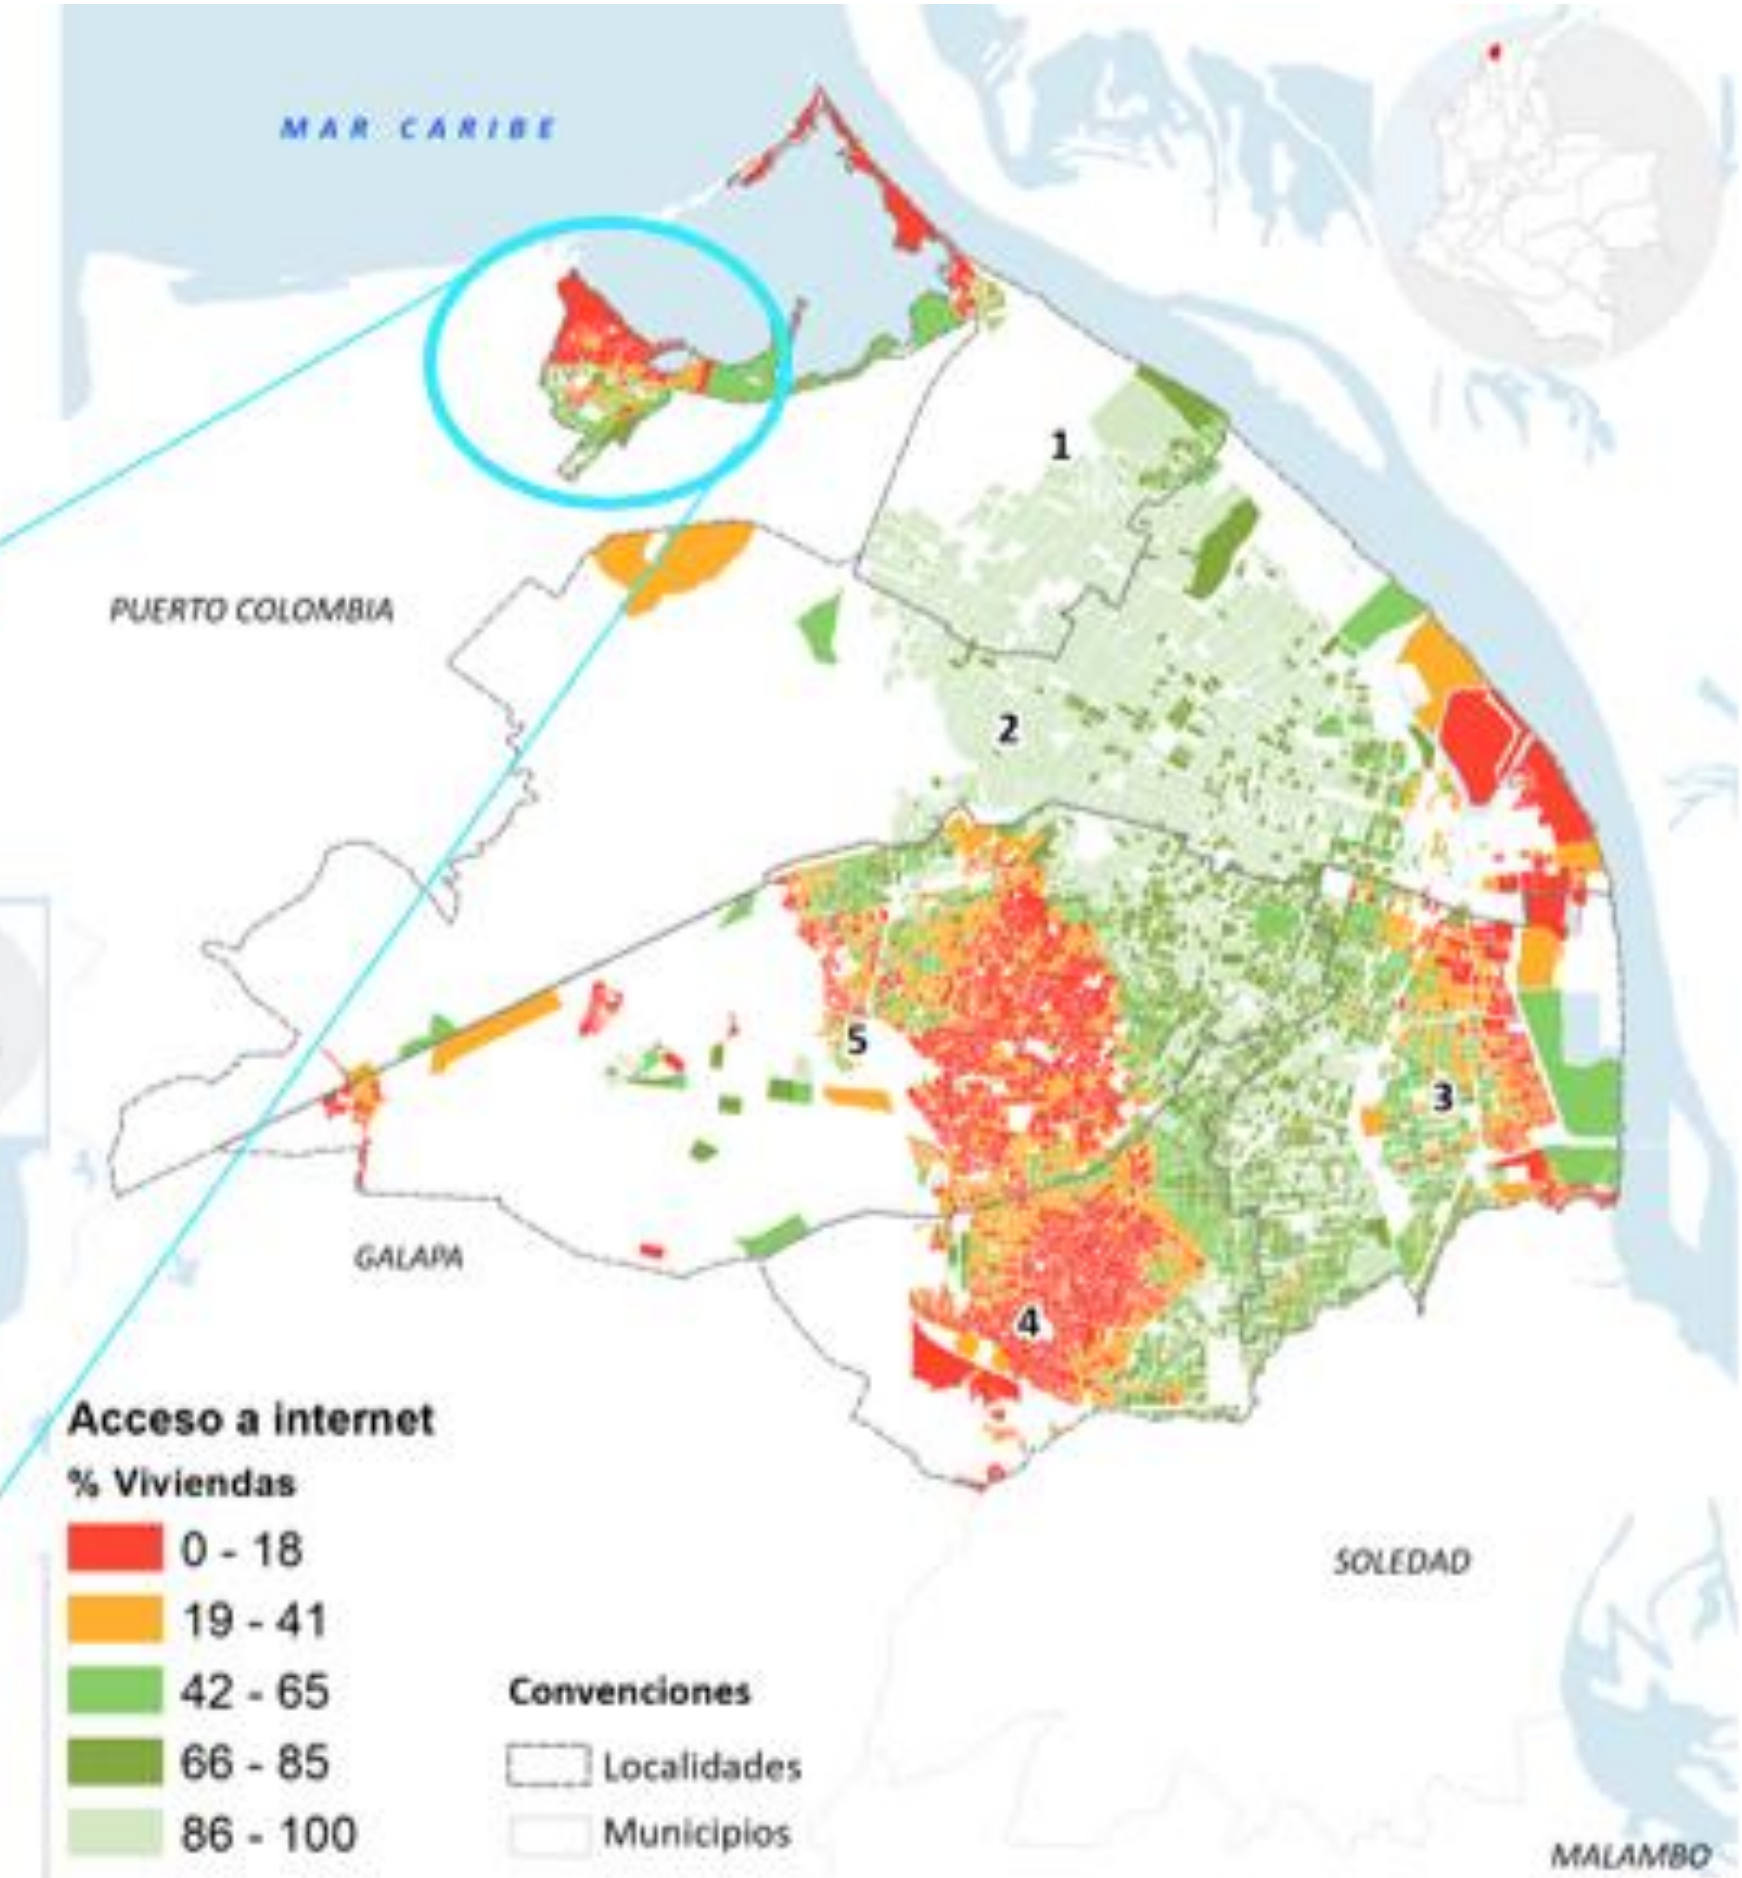 MAR CARIBE
1
PUERTO COLOMBIA
2
5
3
GALAPA
4
Acceso a internet
% Viviendas
0 - 18
19 - 41
42 - 65
66 - 85
86 - 100
SOLEDAD
Convenciones
Localidades
Municipios
MALAMBO